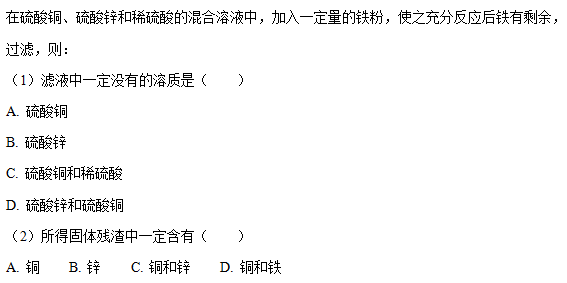 在硫酸铜、硫酸锌和稀硫酸的混合溶液中，加入一定量的铁粉，使之充分反应后铁有剩余，
过滤，则：
（1）滤液中一定没有的溶质是（　　）
A. 硫酸铜
B. 硫酸锌
C. 硫酸铜和稀硫酸
D. 硫酸锌和硫酸铜
（2）所得固体残渣中一定含有（　　）
A. 铜　　B. 锌　　C. 铜和锌　　D. 铜和铁